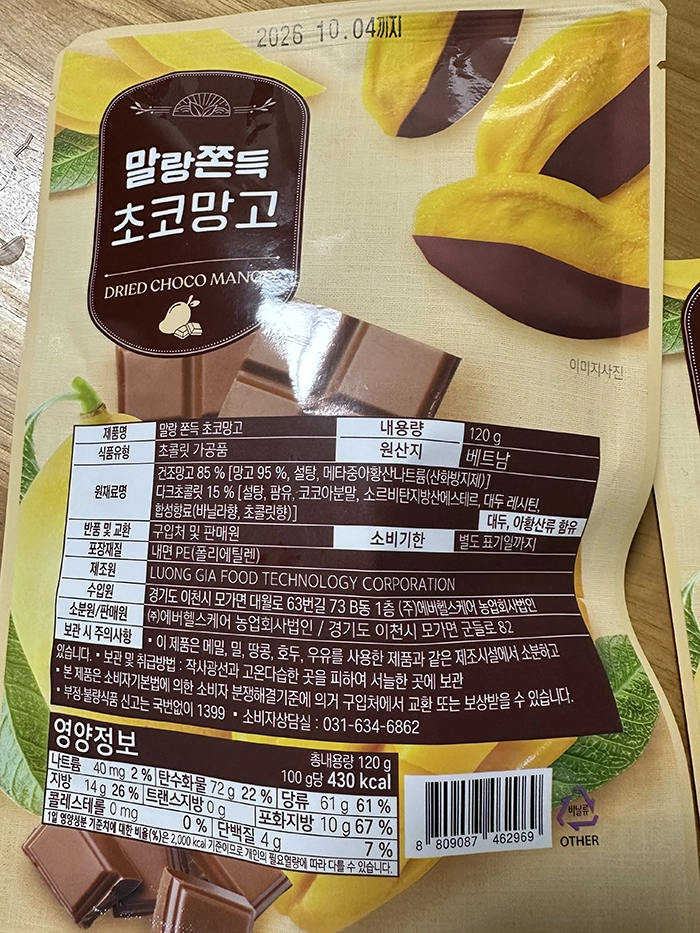 2026 10.04까지
말랑쫀득
초코망고
DRIED CHOCO MANGO
이미지사진
제품명 말랑 쫀득 초코망고 내용량 120 g
식품유형 초콜릿 가공품 원산지 베트남
원재료명 건조망고 85 % [망고 95 %, 설탕, 메타중아황산나트륨(산화방지제)]
다크초콜릿 15 % [설탕, 팜유, 코코아분말, 소르비탄지방산에스테르, 대두 레시틴,
합성향료(바닐라향, 초콜릿향)]
대두, 아황산류 함유
반품 및 교환 구입처 및 판매원 소비기한 별도 표기일까지
포장재질 내면 PE(폴리에틸렌)
제조원 LUONG GIA FOOD TECHNOLOGY CORPORATION
수입원 경기도 이천시 모가면 대월로 63번길 73 B동 1층 (주)에버헬스케어 농업회사법인
소분원/판매원 (주)에버헬스케어 농업회사법인 / 경기도 이천시 모가면 군들로 82
보관 시 주의사항 • 이 제품은 메밀, 밀, 땅콩, 호두, 우유를 사용한 제품과 같은 제조시설에서 소분하고
있습니다. • 보관 및 취급방법 : 직사광선과 고온다습한 곳을 피하여 서늘한 곳에 보관
• 본 제품은 소비자기본법에 의한 소비자 분쟁해결기준에 의거 구입처에서 교환 또는 보상받을 수 있습니다.
• 부정·불량식품 신고는 국번없이 1399 • 소비자상담실 : 031-634-6862
영양정보 총내용량 120 g
100 g당 430 kcal
나트륨 40 mg 2 % 탄수화물 72 g 22 % 당류 61 g 61 %
지방 14 g 26 % 트랜스지방 0 g 포화지방 10 g 67 %
콜레스테롤 0 mg 0 % 단백질 4 g 7 %
1일 영양성분 기준치에 대한 비율(%)은 2,000 kcal 기준이므로 개인의 필요열량에 따라 다를 수 있습니다.
8 809087 462969
비닐류
OTHER